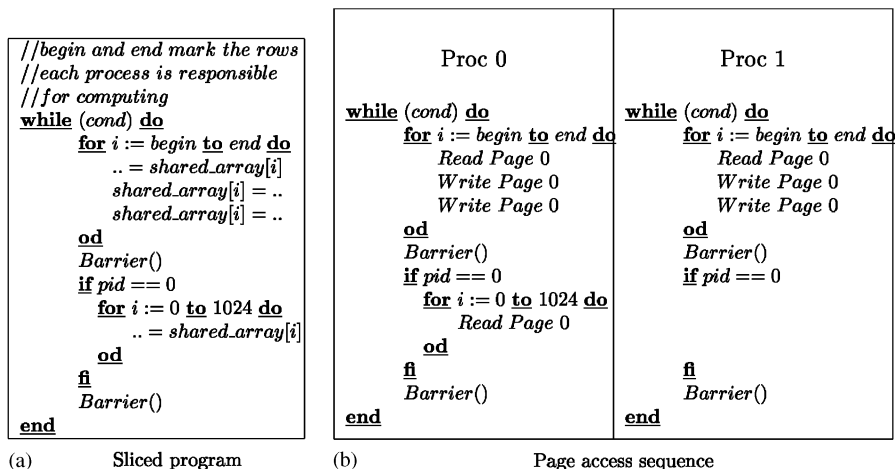 //begin and end mark the rows
//each process is responsible
//for computing
while (cond) do
for i := begin to end do
.. = shared_array[i]
shared_array[i] = ..
shared_array[i] = ..
od
Barrier()
if pid == 0
for i := 0 to 1024 do
.. = shared_array[i]
od
fi
Barrier()
end
(a) Sliced program
Proc 0
while (cond) do
for i := begin to end do
Read Page 0
Write Page 0
Write Page 0
od
Barrier()
if pid == 0
for i := 0 to 1024 do
Read Page 0
od
fi
Barrier()
end
Proc 1
while (cond) do
for i := begin to end do
Read Page 0
Write Page 0
Write Page 0
od
Barrier()
if pid == 0
fi
Barrier()
end
(b) Page access sequence